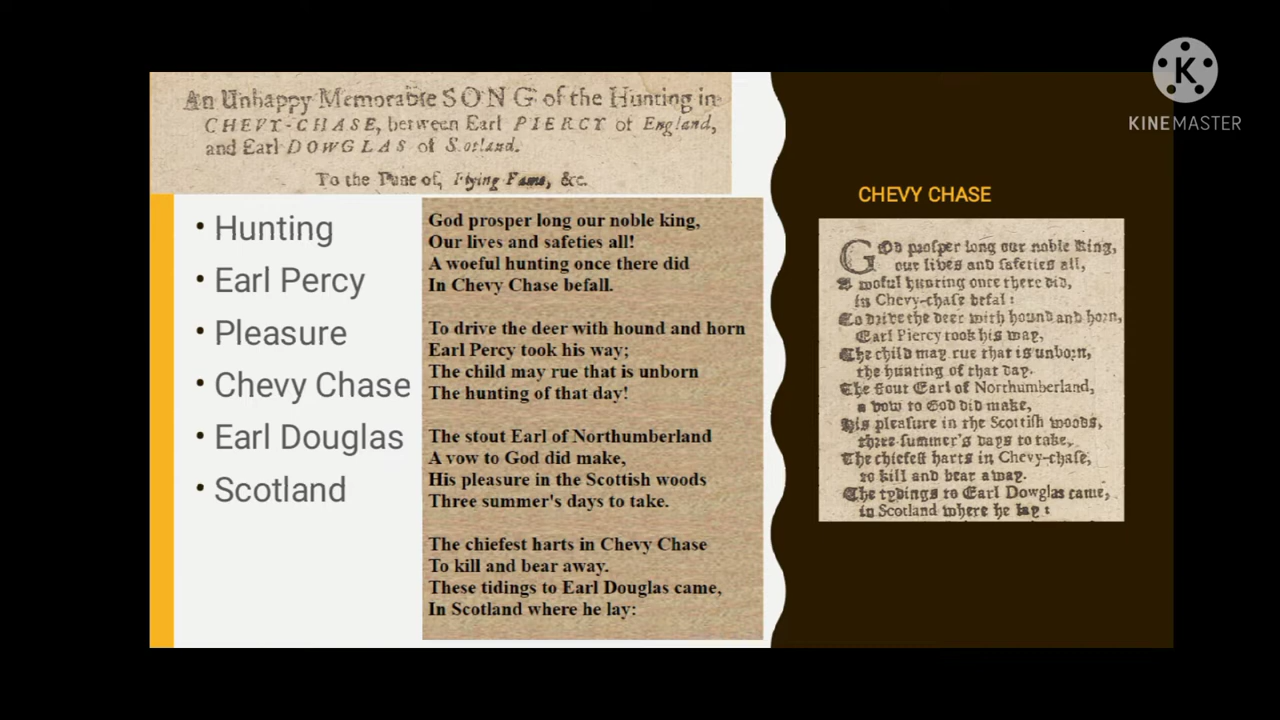 An Unhappy Memorable SONG of the Hunting in
CHEVY-CHASE, between Earl PIERCY of England,
and Earl DOWGLAS of Scotland.
To the Tune of, Flying Fame, &c.
• Hunting
• Earl Percy
• Pleasure
• Chevy Chase
• Earl Douglas
• Scotland
God prosper long our noble king,
Our lives and safeties all!
A woeful hunting once there did
In Chevy Chase befall.
To drive the deer with hound and horn
Earl Percy took his way;
The child may rue that is unborn
The hunting of that day!
The stout Earl of Northumberland
A vow to God did make,
His pleasure in the Scottish woods
Three summer's days to take.
The chiefest harts in Chevy Chase
To kill and bear away.
These tidings to Earl Douglas came,
In Scotland where he lay:
K
KINEMASTER
CHEVY CHASE
GOd proſper long our noble King,
our lives and ſafeties all,
A woful hunting once there did,
in Chevy-chaſe befal:
To drive the deer with hound and horn,
Earl Piercy took his way,
The child may rue that is unborn,
the hunting of that day.
The ſtout Earl of Northumberland,
a vow to God did make,
His pleaſure in the Scottiſh woods,
three ſummer's days to take,
The chiefeſt harts in Chevy-chaſe,
to kill and bear away.
The tydings to Earl Dowglas came,
in Scotland where he lay: